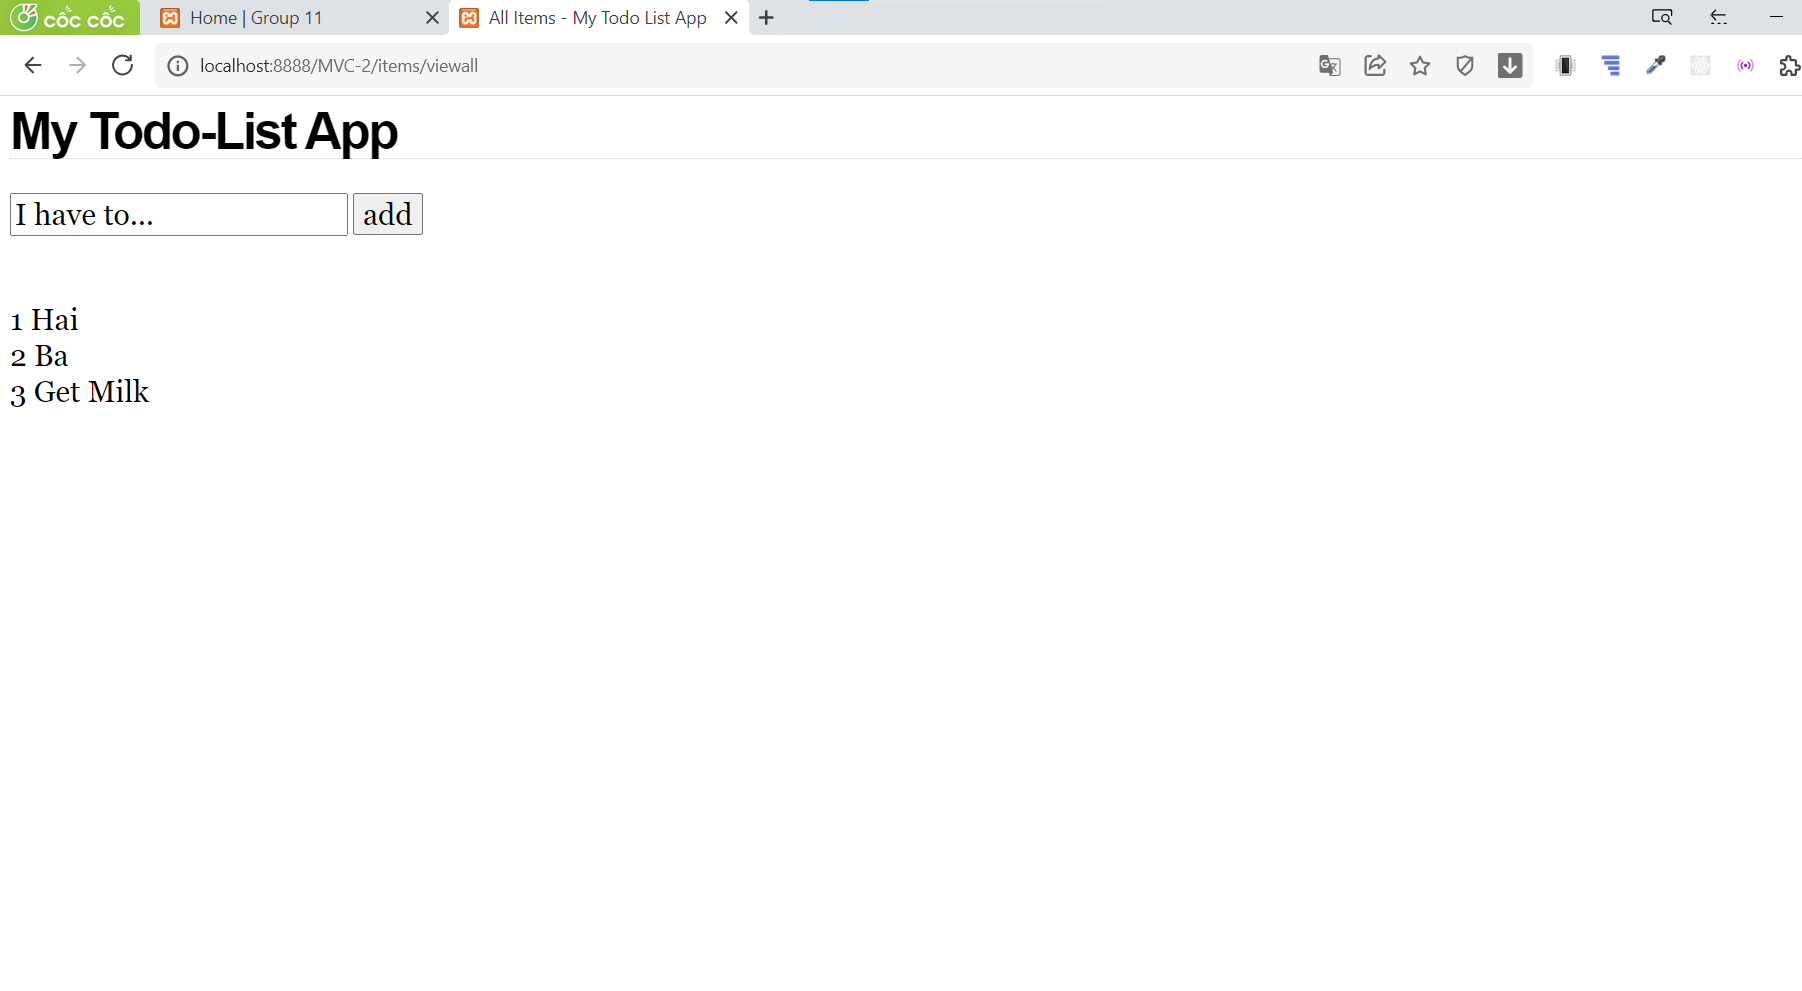 cốc cốc
Home | Group 11
All Items - My Todo List App
localhost:8888/MVC-2/items/viewall
My Todo-List App
I have to... add
1 Hai
2 Ba
3 Get Milk